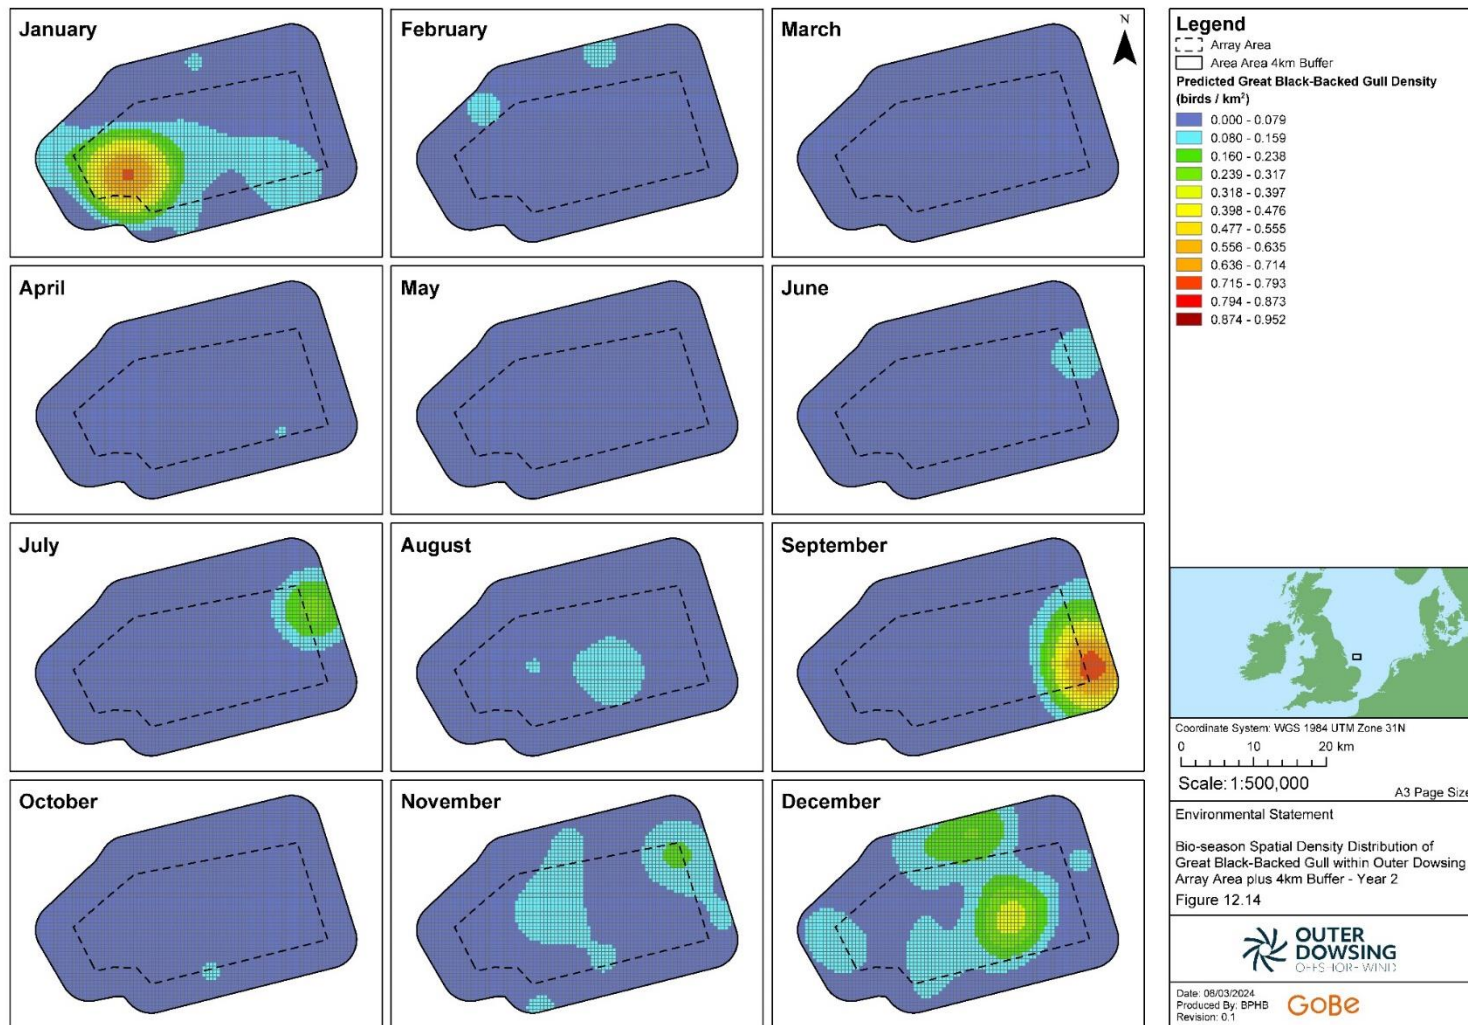 January
February
March
N
April
May
June
July
August
September
October
November
December
Legend
Array Area
Area Area 4km Buffer
Predicted Great Black-Backed Gull Density
(birds / km²)
0.000 - 0.079
0.080 - 0.159
0.160 - 0.238
0.239 - 0.317
0.318 - 0.397
0.398 - 0.476
0.477 - 0.555
0.556 - 0.635
0.636 - 0.714
0.715 - 0.793
0.794 - 0.873
0.874 - 0.952
Coordinate System: WGS 1984 UTM Zone 31N
0 10 20 km
Scale: 1:500,000
A3 Page Size
Environmental Statement
Bio-season Spatial Density Distribution of
Great Black-Backed Gull within Outer Dowsing
Array Area plus 4km Buffer - Year 2
Figure 12.14
OUTER
DOWSING
OFFSHORE WIND
Date: 08/03/2024
Produced By: BPHB
Revision: 0.1
GoBe